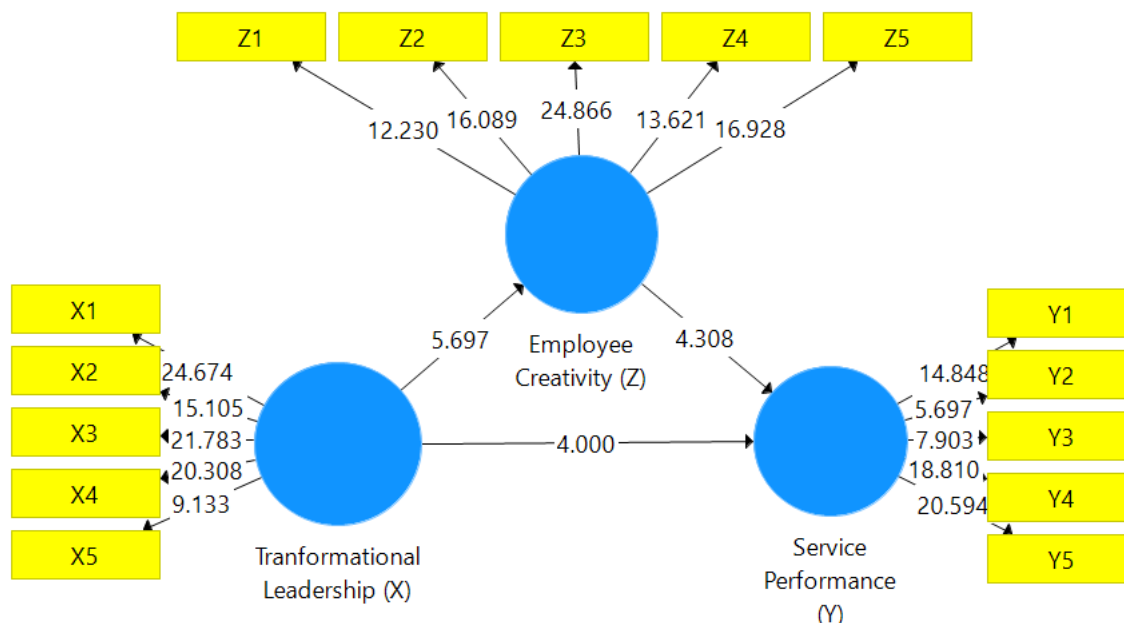 Z1 Z2 Z3 Z4 Z5
12.230 16.089 24.866 13.621 16.928
Employee
Creativity (Z)
5.697
4.308
4.000
X1
X2
X3
X4
X5
24.674
15.105
21.783
20.308
9.133
Tranformational
Leadership (X)
Service
Performance
(Y)
14.848
5.697
7.903
18.810
20.594
Y1
Y2
Y3
Y4
Y5